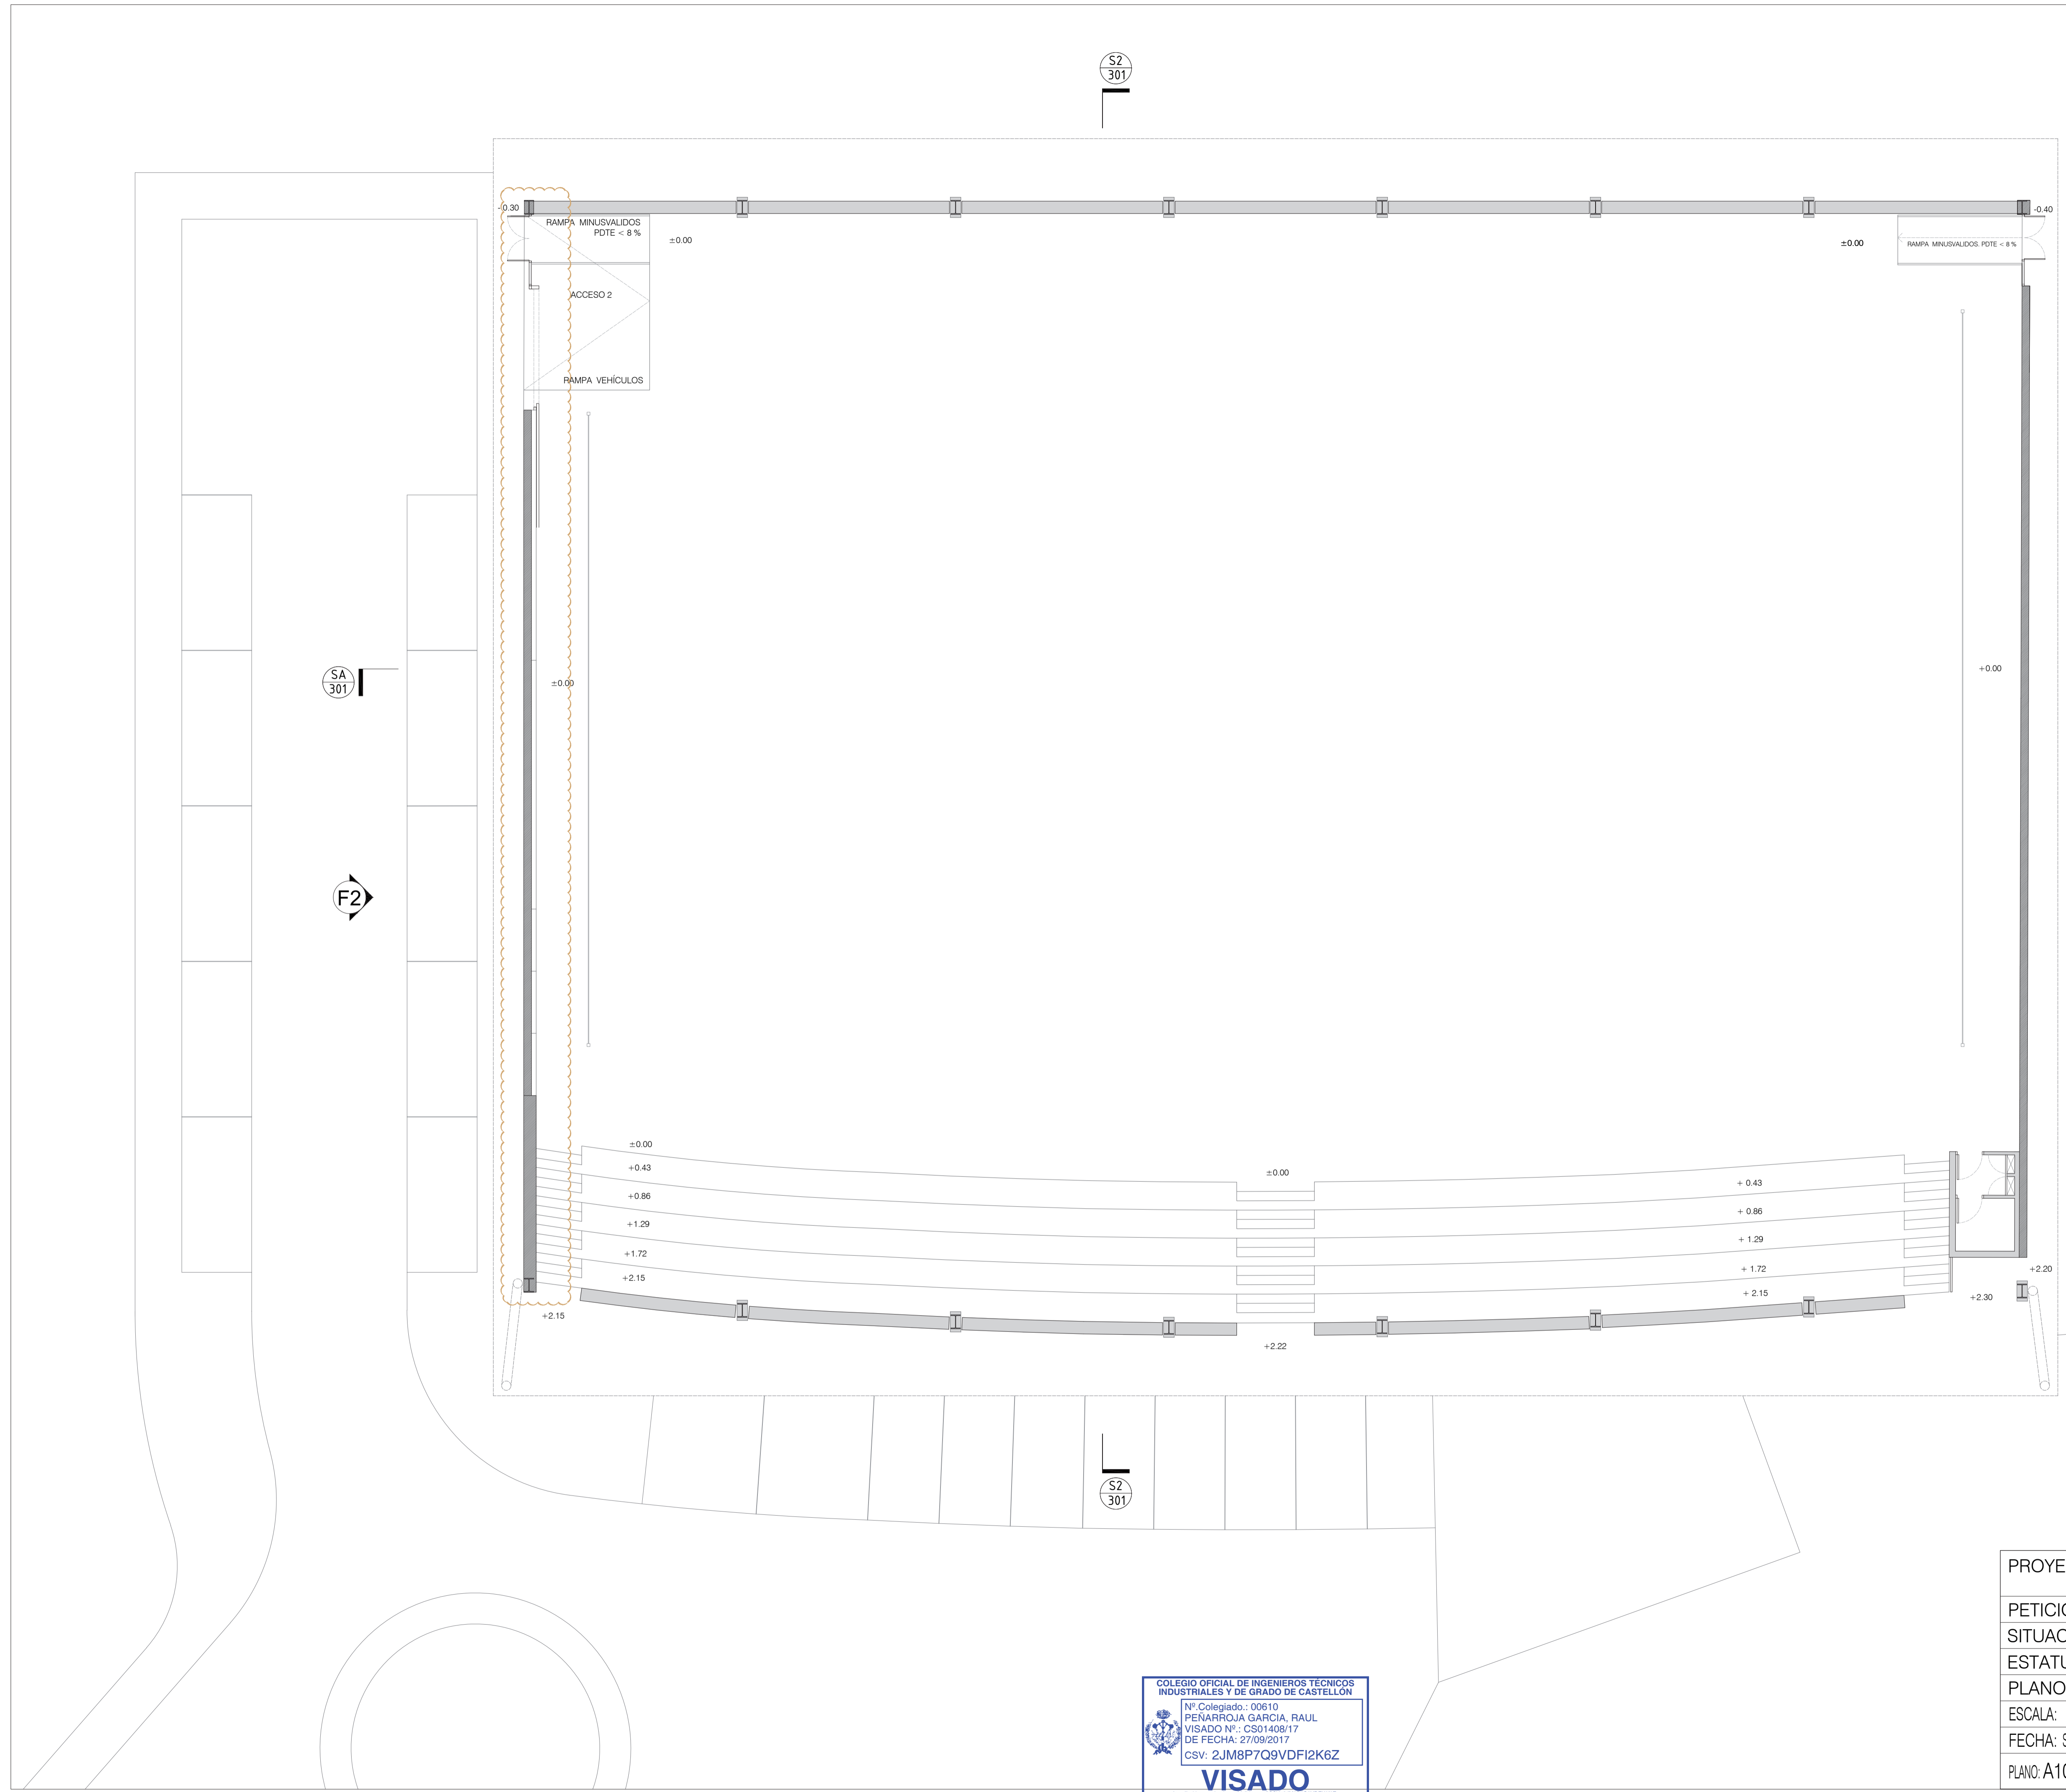 S2
301
- 0.30
RAMPA MINUSVALIDOS
PDTE < 8 %
±0.00
±0.00
RAMPA MINUSVALIDOS. PDTE < 8 %
-0.40
ACCESO 2
RAMPA VEHÍCULOS
SA
301
±0.00
+0.00
F2
±0.00
+0.43
+0.86
+1.29
+1.72
+2.15
+2.15
±0.00
+2.22
+ 0.43
+ 0.86
+ 1.29
+ 1.72
+ 2.15
+2.20
+2.30
S2
301
COLEGIO OFICIAL DE INGENIEROS TÉCNICOS
INDUSTRIALES Y DE GRADO DE CASTELLÓN
Nº.Colegiado.: 00610
PEÑARROJA GARCIA, RAUL
VISADO Nº.: CS01408/17
DE FECHA: 27/09/2017
CSV: 2JM8P7Q9VDFI2K6Z
VISADO
PROYE
PETICI
SITUAC
ESTATU
PLANO
ESCALA:
FECHA:
PLANO: A1